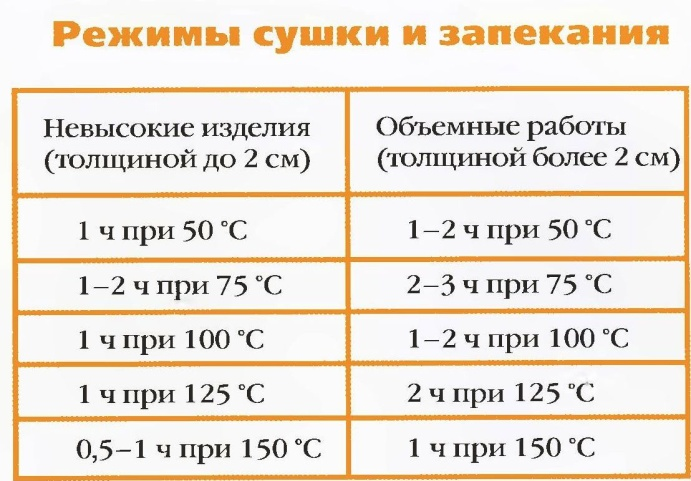 Режимы сушки и запекания
Невысокие изделия
(толщиной до 2 см)
Объемные работы
(толщиной более 2 см)
1 ч при 50 °С
1–2 ч при 50 °С
1–2 ч при 75 °С
2–3 ч при 75 °С
1 ч при 100 °С
1–2 ч при 100 °С
1 ч при 125 °С
2 ч при 125 °С
0,5–1 ч при 150 °С
1 ч при 150 °С